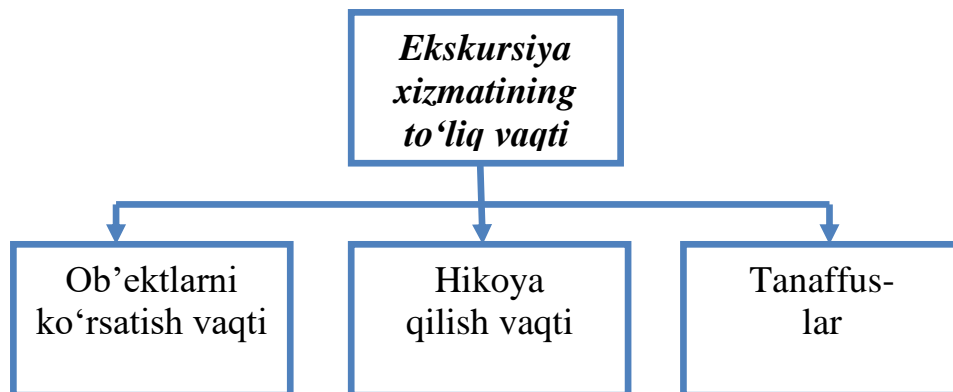 Ekskursiya
xizmatining
to‘liq vaqti
Ob’ektlarni
ko‘rsatish vaqti
Hikoya
qilish vaqti
Tanaffus-
lar